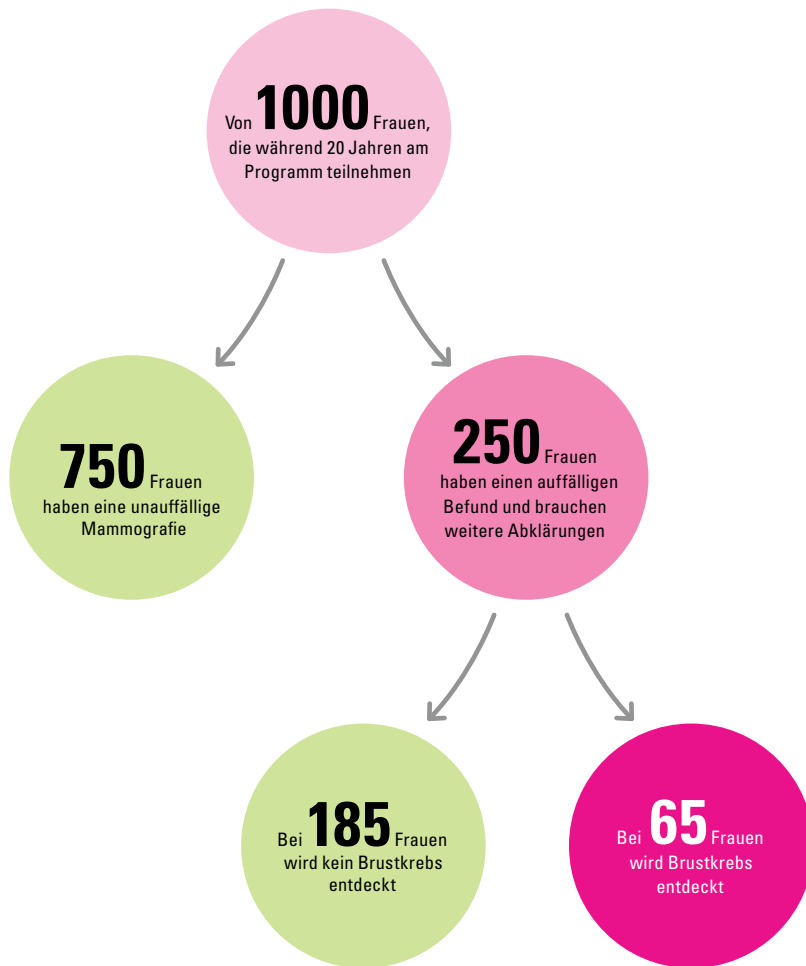 Von 1000 Frauen,
die während 20 Jahren am
Programm teilnehmen
750 Frauen
haben eine unauffällige
Mammografie
250 Frauen
haben einen auffälligen
Befund und brauchen
weitere Abklärungen
Bei 185 Frauen
wird kein Brustkrebs
entdeckt
Bei 65 Frauen
wird Brustkrebs
entdeckt